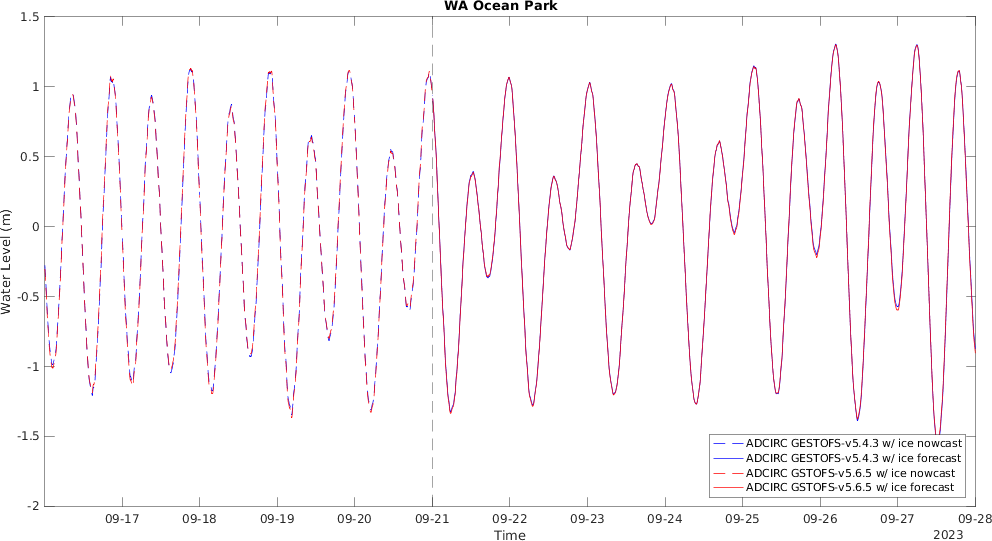 WA Ocean Park
1.5
1
0.5
0
-0.5
-1
-1.5
-2
Water Level (m)
ADCIRC GESTOFS-v5.4.3 w/ ice nowcast
ADCIRC GESTOFS-v5.4.3 w/ ice forecast
ADCIRC GSTOFS-v5.6.5 w/ ice nowcast
ADCIRC GSTOFS-v5.6.5 w/ ice forecast
09-17 09-18 09-19 09-20 09-21 09-22 09-23 09-24 09-25 09-26 09-27 09-28
Time
2023